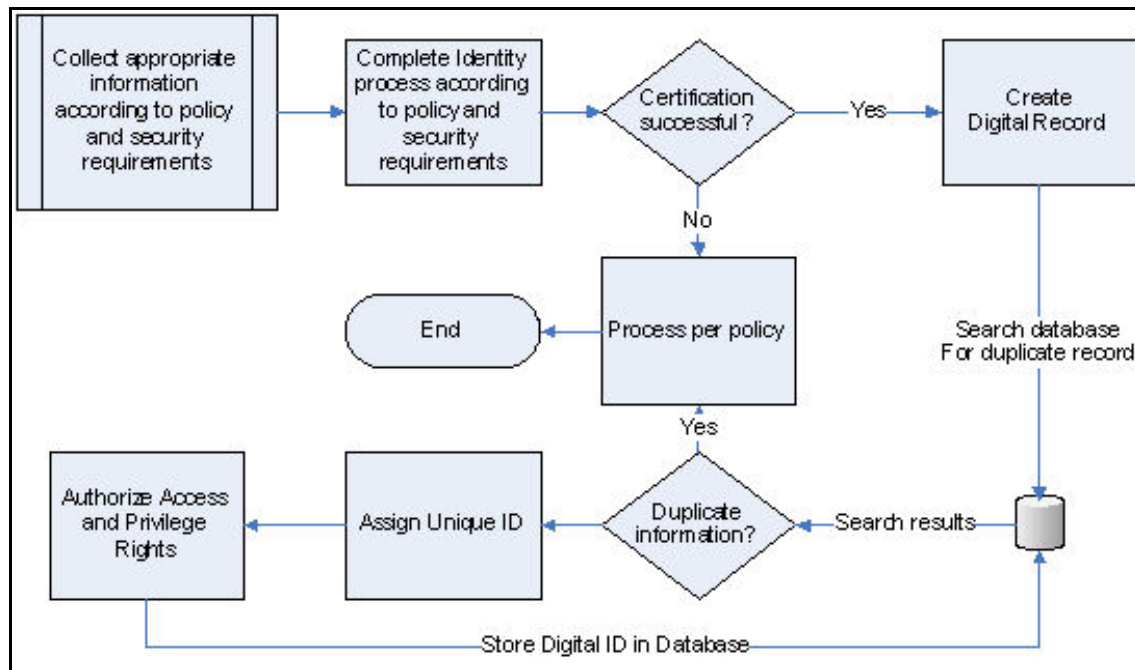 Collect appropriate
information
according to policy
and security
requirements
Complete Identity
process according
to policy and
security
requirements
Certification
successful?
Yes
Create
Digital Record
No
End
Process per policy
Search database
For duplicate record
Yes
Authorize Access
and Privilege
Rights
Assign Unique ID
Duplicate
information?
Search results
Store Digital ID in Database